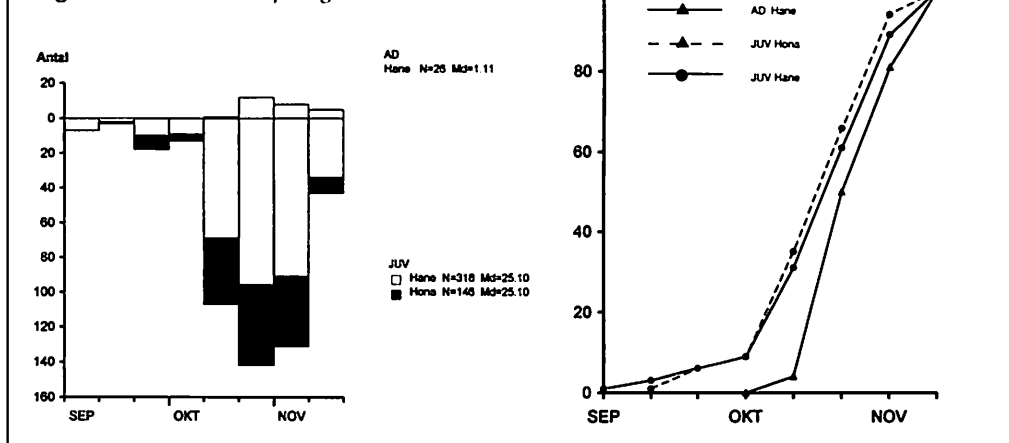 Antal
20
0
20
40
60
80
100
120
140
160
SEP OKT NOV
AD
Hane N=26 Md=1.11
JUV
Hane N=318 Md=25.10
Hona N=146 Md=25.10
AD Hane
JUV Hona
JUV Hane
80
60
40
20
0
SEP OKT NOV